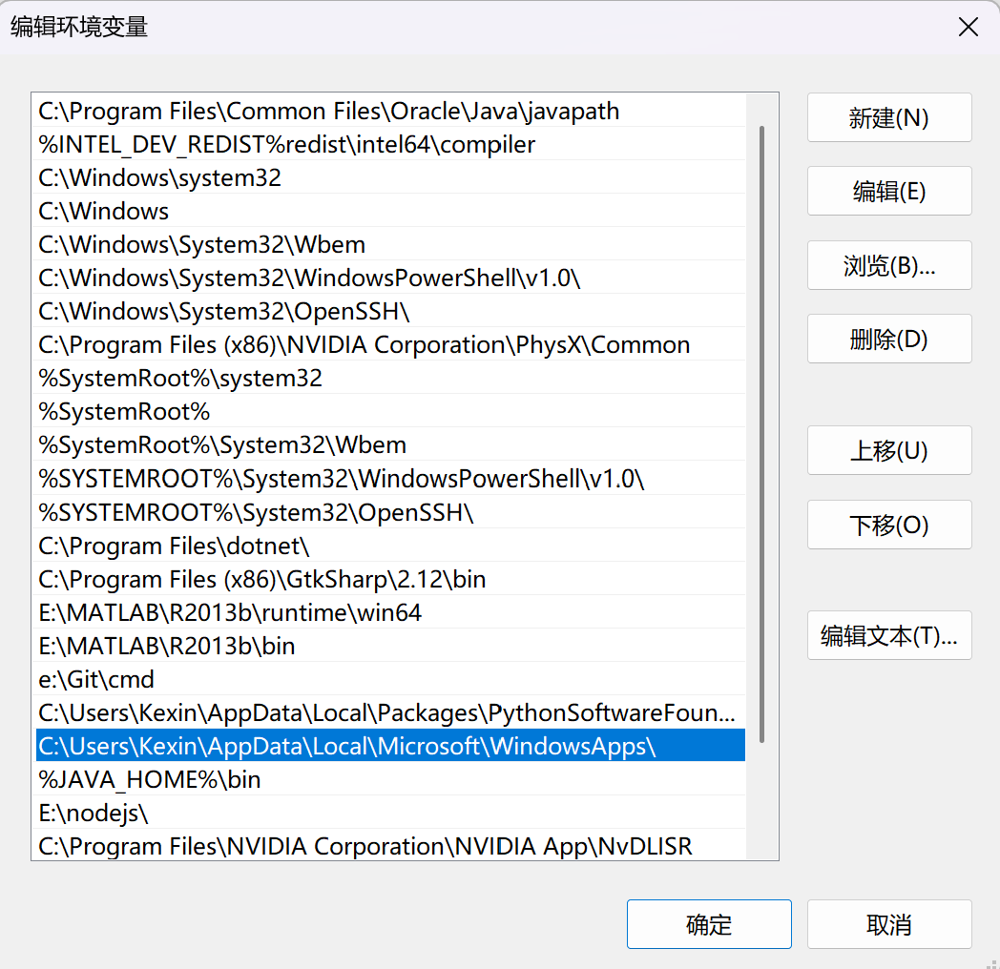 编辑环境变量
C:\Program Files\Common Files\Oracle\Java\javapath
%INTEL_DEV_REDIST%redist\intel64\compiler
C:\Windows\system32
C:\Windows
C:\Windows\System32\Wbem
C:\Windows\System32\WindowsPowerShell\v1.0\
C:\Windows\System32\OpenSSH\
C:\Program Files (x86)\NVIDIA Corporation\PhysX\Common
%SystemRoot%\system32
%SystemRoot%
%SystemRoot%\System32\Wbem
%SYSTEMROOT%\System32\WindowsPowerShell\v1.0\
%SYSTEMROOT%\System32\OpenSSH\
C:\Program Files\dotnet\
C:\Program Files (x86)\GtkSharp\2.12\bin
E:\MATLAB\R2013b\runtime\win64
E:\MATLAB\R2013b\bin
e:\Git\cmd
C:\Users\Kexin\AppData\Local\Packages\PythonSoftwareFoun...
C:\Users\Kexin\AppData\Local\Microsoft\WindowsApps\
%JAVA_HOME%\bin
E:\nodejs\
C:\Program Files\NVIDIA Corporation\NVIDIA App\NvDLISR
新建(N)
编辑(E)
浏览(B)...
删除(D)
上移(U)
下移(O)
编辑文本(T)...
确定
取消